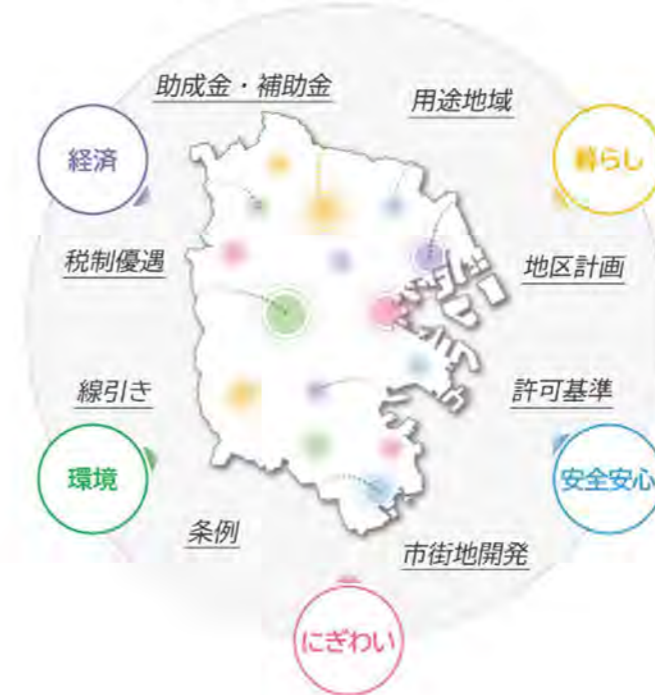 助成金・補助金
用途地域
経済
暮らし
税制優遇
地区計画
線引き
許可基準
環境
安全安心
条例
市街地開発
にぎわい